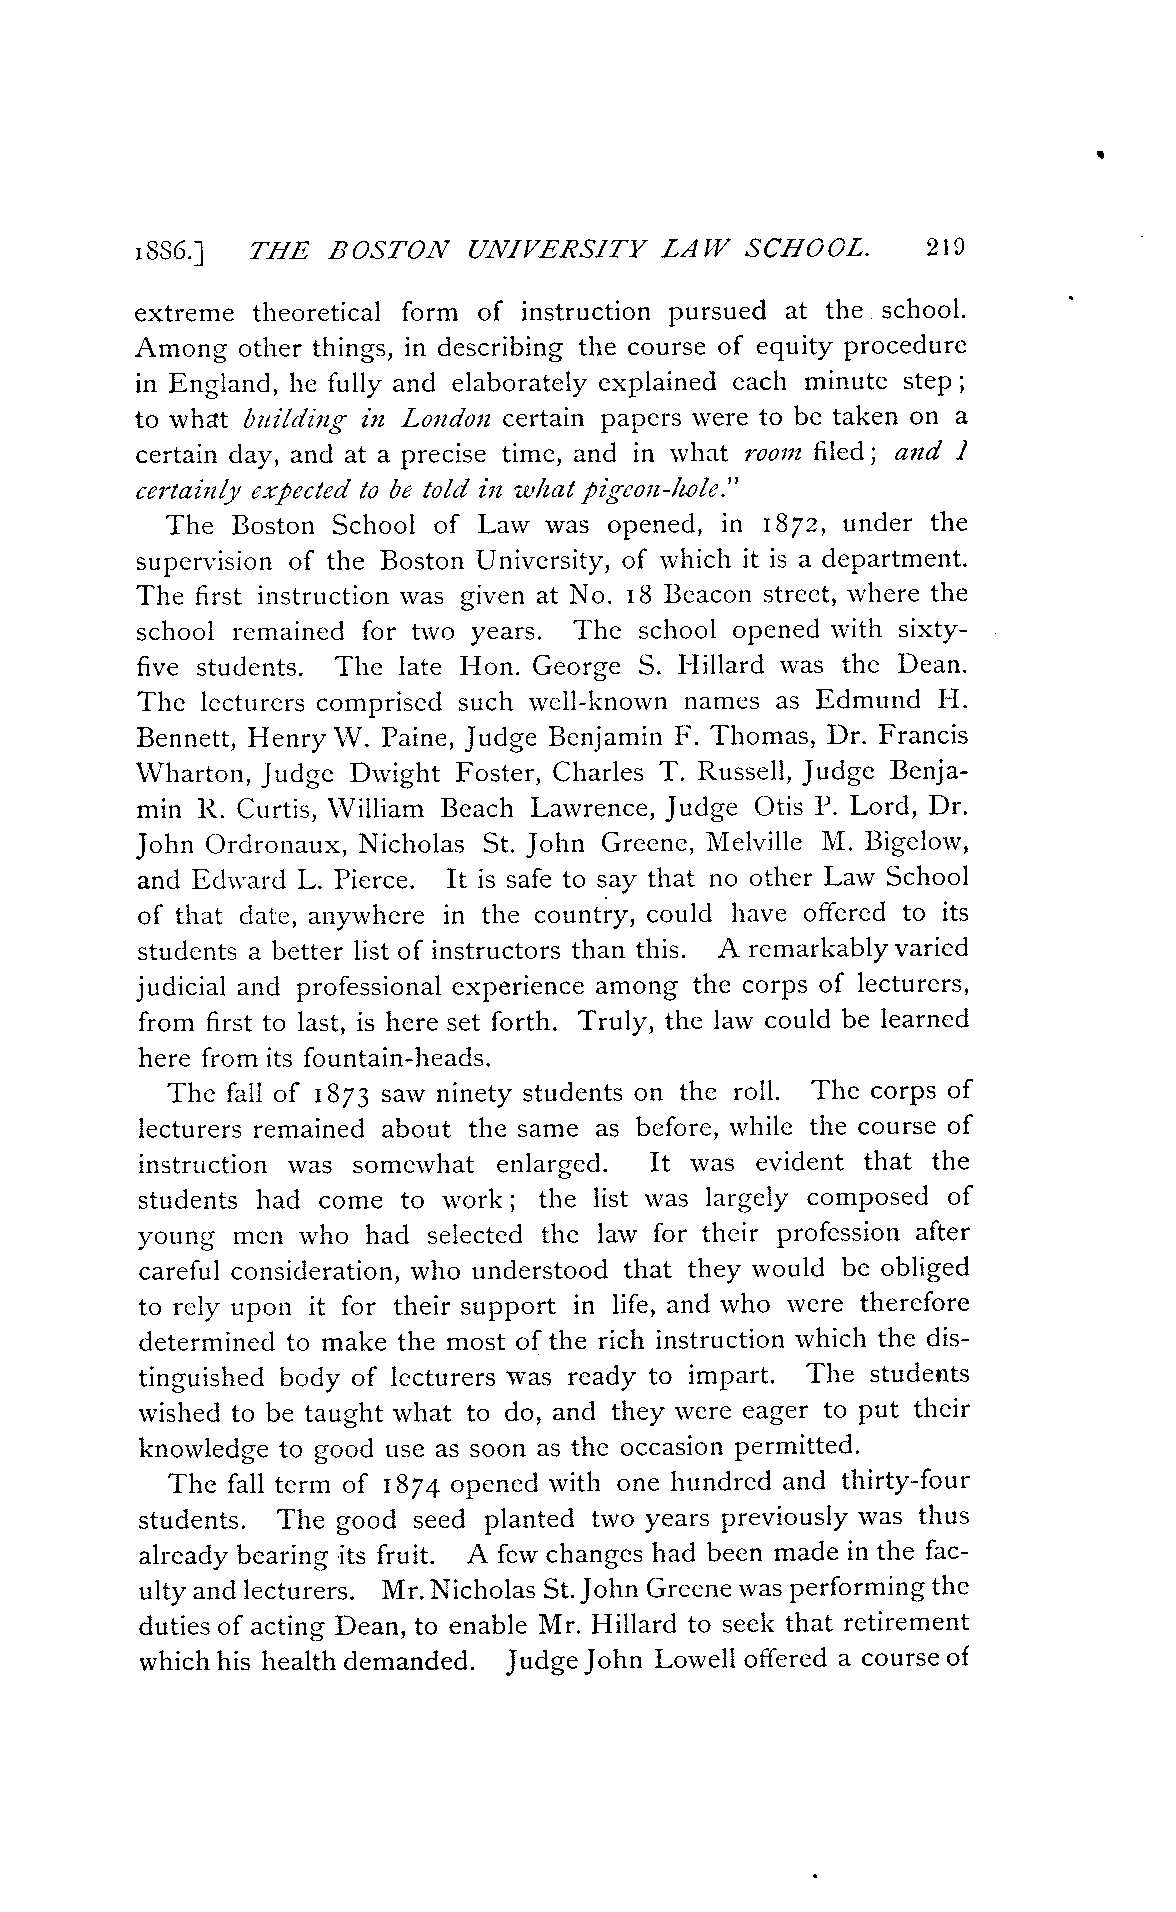 1886.] THE BOSTON UNIVERSITY LAW SCHOOL. 219
extreme theoretical form of instruction pursued at the school.
Among other things, in describing the course of equity procedure
in England, he fully and elaborately explained each minute step;
to what building in London certain papers were to be taken on a
certain day, and at a precise time, and in what room filed; and I
certainly expected to be told in what pigeon-hole."
The Boston School of Law was opened, in 1872, under the
supervision of the Boston University, of which it is a department.
The first instruction was given at No. 18 Beacon street, where the
school remained for two years. The school opened with sixty-
five students. The late Hon. George S. Hillard was the Dean.
The lecturers comprised such well-known names as Edmund H.
Bennett, Henry W. Paine, Judge Benjamin F. Thomas, Dr. Francis
Wharton, Judge Dwight Foster, Charles T. Russell, Judge Benja-
min R. Curtis, William Beach Lawrence, Judge Otis P. Lord, Dr.
John Ordronaux, Nicholas St. John Greene, Melville M. Bigelow,
and Edward L. Pierce. It is safe to say that no other Law School
of that date, anywhere in the country, could have offered to its
students a better list of instructors than this. A remarkably varied
judicial and professional experience among the corps of lecturers,
from first to last, is here set forth. Truly, the law could be learned
here from its fountain-heads.
The fall of 1873 saw ninety students on the roll. The corps of
lecturers remained about the same as before, while the course of
instruction was somewhat enlarged. It was evident that the
students had come to work; the list was largely composed of
young men who had selected the law for their profession after
careful consideration, who understood that they would be obliged
to rely upon it for their support in life, and who were therefore
determined to make the most of the rich instruction which the dis-
tinguished body of lecturers was ready to impart. The students
wished to be taught what to do, and they were eager to put their
knowledge to good use as soon as the occasion permitted.
The fall term of 1874 opened with one hundred and thirty-four
students. The good seed planted two years previously was thus
already bearing its fruit. A few changes had been made in the fac-
ulty and lecturers. Mr. Nicholas St. John Greene was performing the
duties of acting Dean, to enable Mr. Hillard to seek that retirement
which his health demanded. Judge John Lowell offered a course of